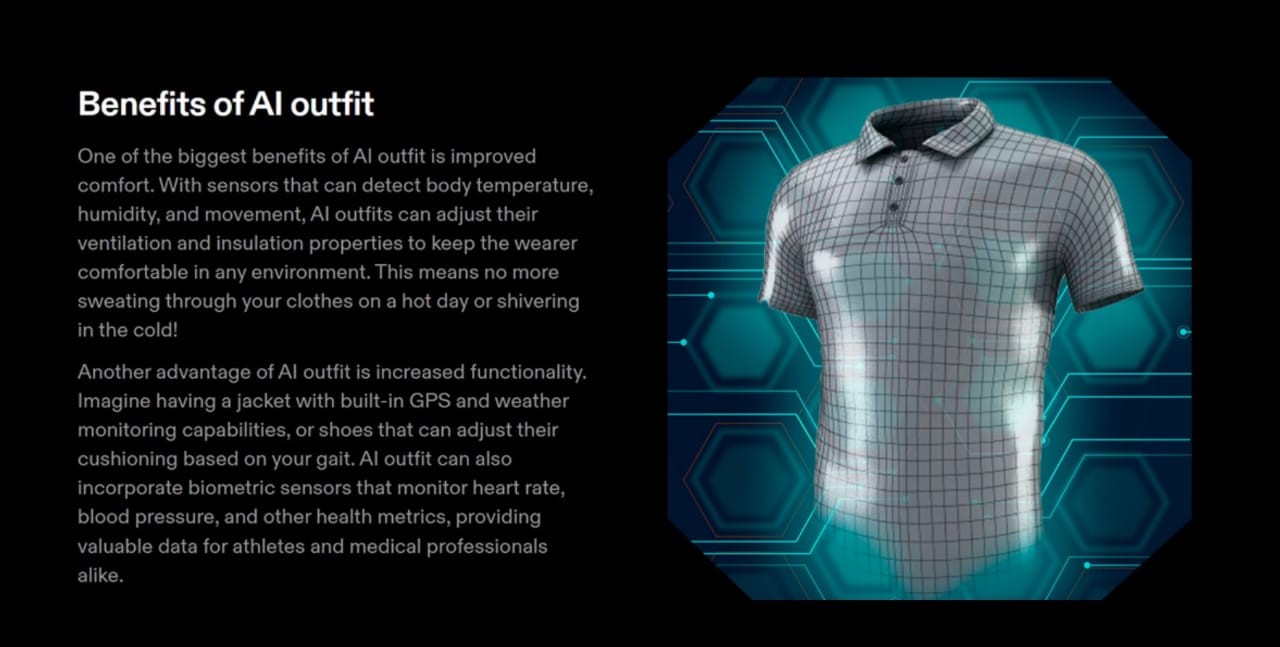 Benefits of AI outfit
One of the biggest benefits of AI outfit is improved
comfort. With sensors that can detect body temperature,
humidity, and movement, AI outfits can adjust their
ventilation and insulation properties to keep the wearer
comfortable in any environment. This means no more
sweating through your clothes on a hot day or shivering
in the cold!
Another advantage of AI outfit is increased functionality.
Imagine having a jacket with built-in GPS and weather
monitoring capabilities, or shoes that can adjust their
cushioning based on your gait. AI outfit can also
incorporate biometric sensors that monitor heart rate,
blood pressure, and other health metrics, providing
valuable data for athletes and medical professionals
alike.